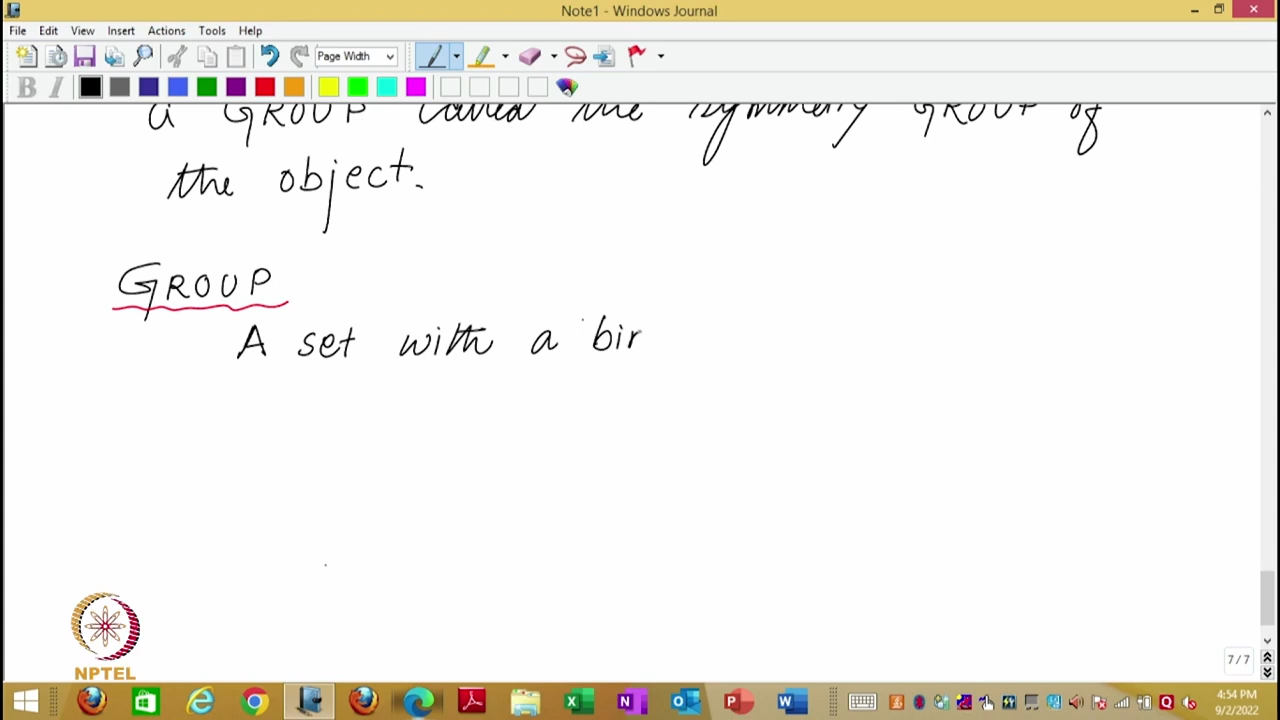 Note1 - Windows Journal
File Edit View Insert Actions Tools Help
Page Width
B I
a GROUP called the symmetry GROUP of
the object.
GROUP
A set with a bin
NPTEL
7/7
4:54 PM
9/2/2022